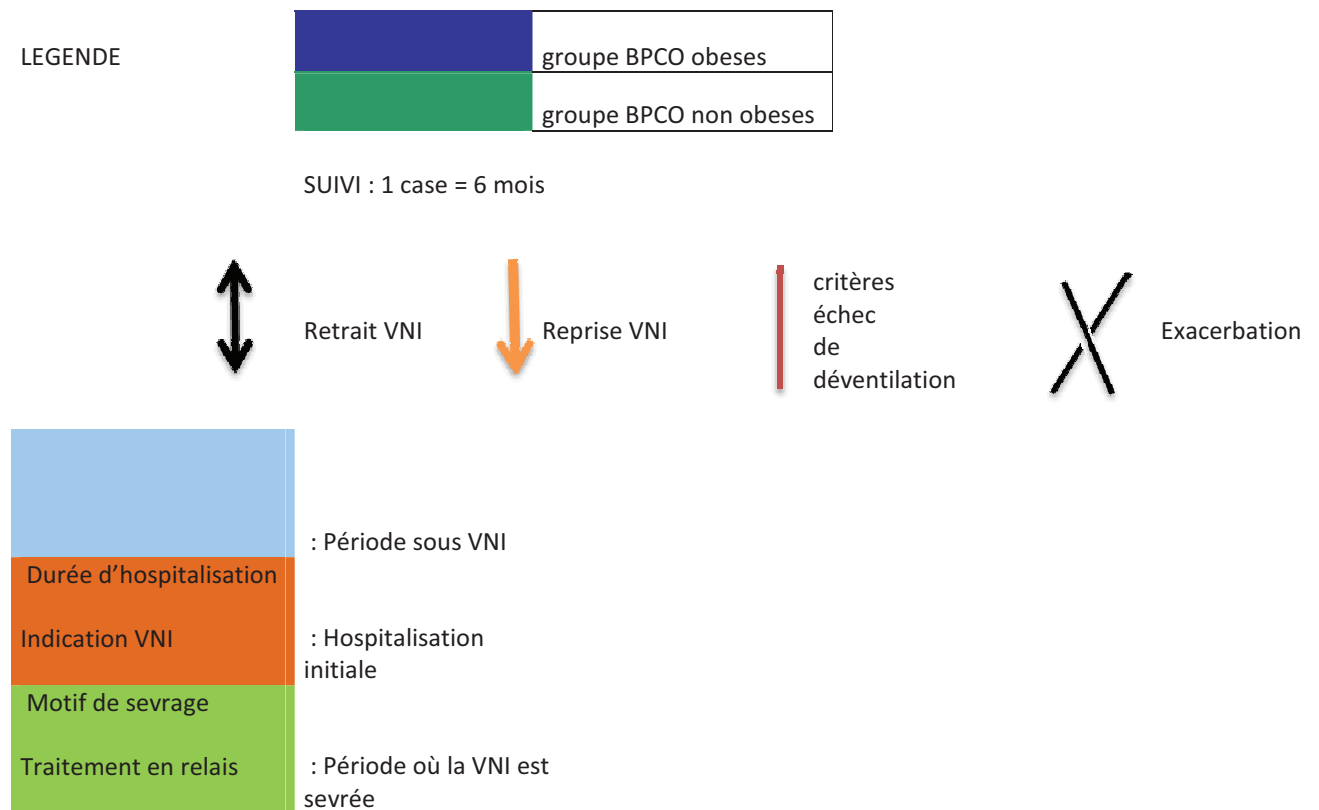 LEGENDE
groupe BPCO obeses
groupe BPCO non obeses
SUIVI : 1 case = 6 mois
Retrait VNI
Reprise VNI
critères
échec
de
déventilation
Exacerbation
: Période sous VNI
Durée d’hospitalisation
Indication VNI
: Hospitalisation
initiale
Motif de sevrage
Traitement en relais
: Période où la VNI est
sevrée